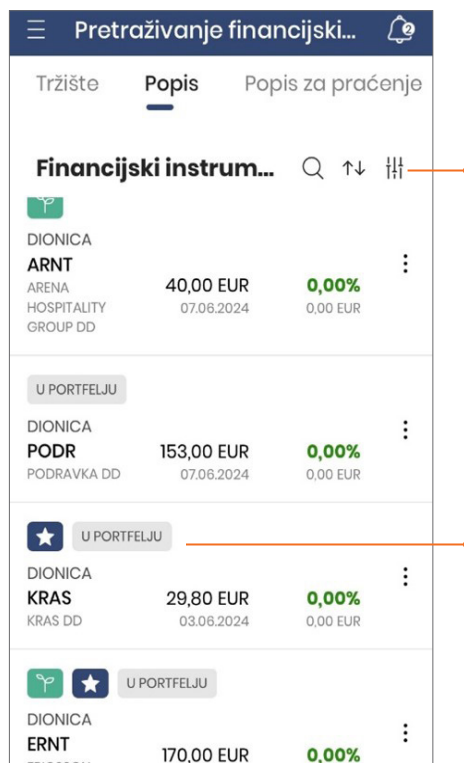 Pretraživanje financijski... 2
Tržište Popis Popis za praćenje
Financijski instrum...
DIONICA
ARNT 40,00 EUR 0,00%
ARENA 07.06.2024 0,00 EUR
HOSPITALITY
GROUP DD
U PORTFELJU
DIONICA
PODR 153,00 EUR 0,00%
PODRAVKA DD 07.06.2024 0,00 EUR
U PORTFELJU
DIONICA
KRAS 29,80 EUR 0,00%
KRAS DD 03.06.2024 0,00 EUR
U PORTFELJU
DIONICA
ERNT 170,00 EUR 0,00%